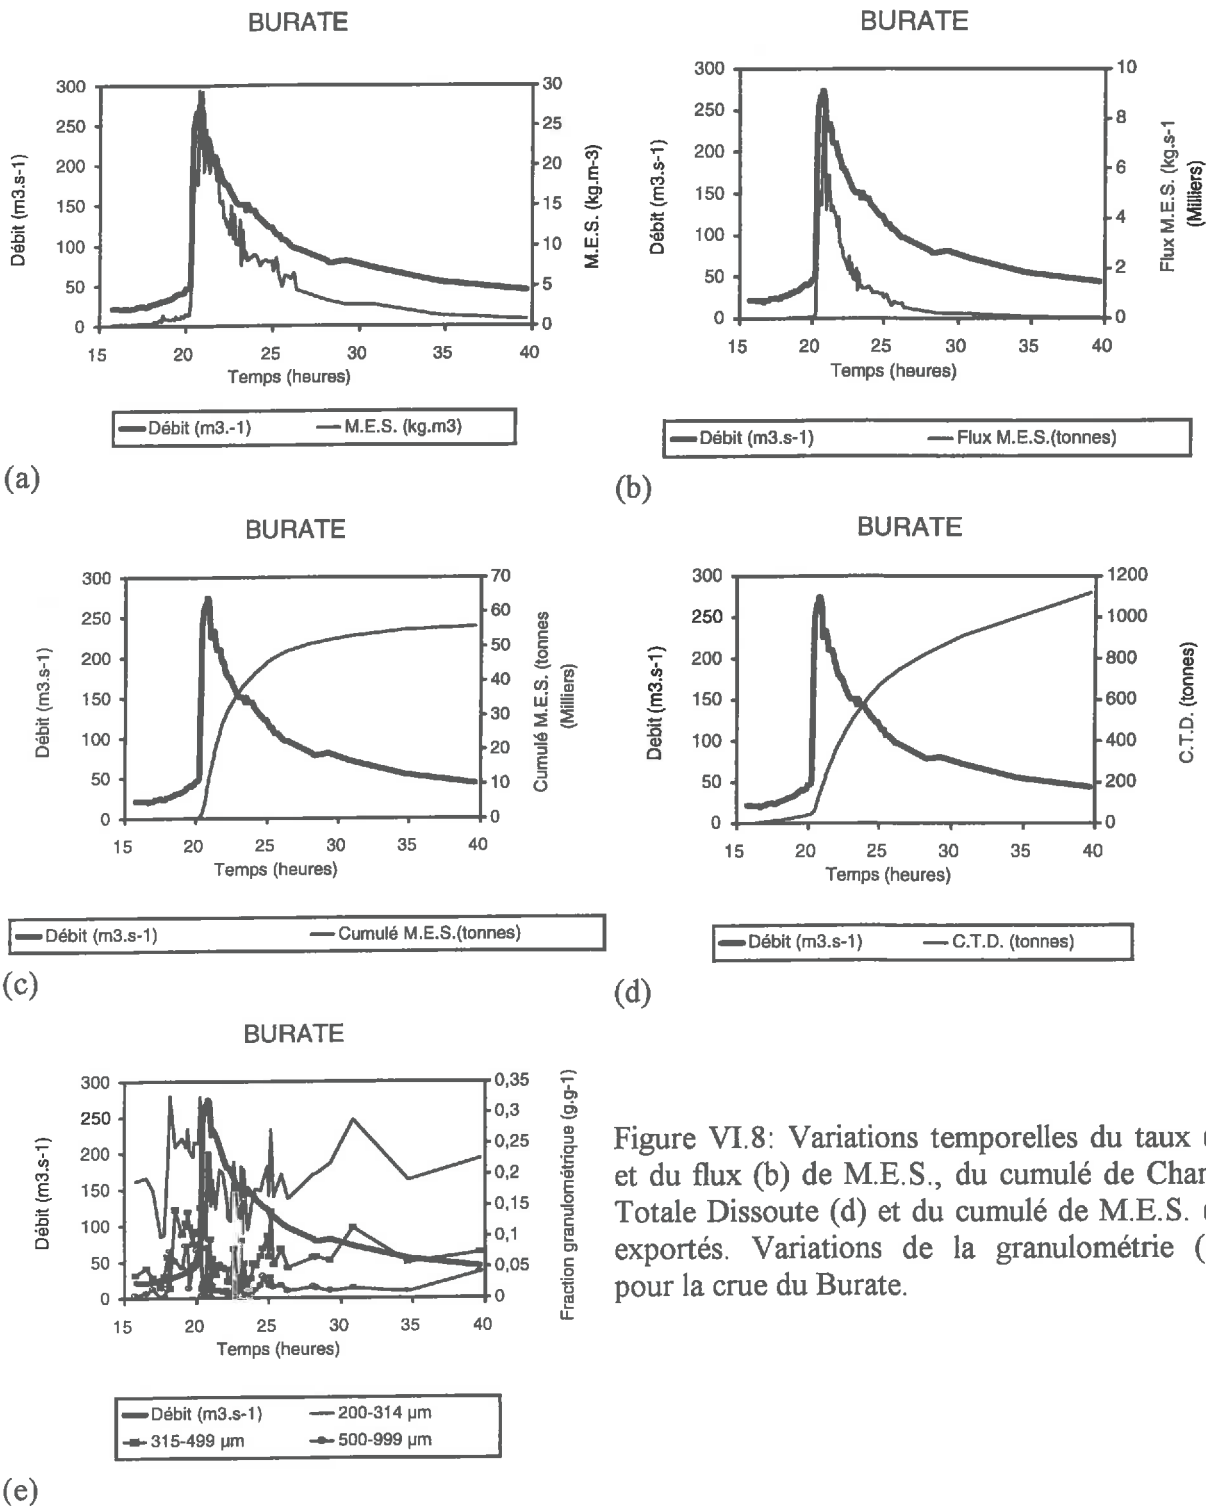 BURATE
300
250
200
150
100
50
0
Débit (m3.s-1)
30
25
20
15
10
5
0
M.E.S. (kg.m-3)
15 20 25 30 35 40
Temps (heures)
Débit (m3.-1) M.E.S. (kg.m3)
(a)
BURATE
300
250
200
150
100
50
0
Débit (m3.s-1)
10
8
6
4
2
0
Flux M.E.S. (kg.s-1
(Milliers)
15 20 25 30 35 40
Temps (heures)
Débit (m3.s-1) Flux M.E.S.(tonnes)
(b)
BURATE
300
250
200
150
100
50
0
Débit (m3.s-1)
70
60
50
40
30
20
10
0
Cumulé M.E.S. (tonnes
(Milliers)
15 20 25 30 35 40
Temps (heures)
Débit (m3.s-1) Cumulé M.E.S.(tonnes)
(c)
BURATE
300
250
200
150
100
50
0
Debit (m3.s-1)
1200
1000
800
600
400
200
0
C.T.D. (tonnes)
15 20 25 30 35 40
Temps (heures)
Débit (m3.s-1) C.T.D. (tonnes)
(d)
BURATE
300
250
200
150
100
50
0
Débit (m3.s-1)
0,35
0,3
0,25
0,2
0,15
0,1
0,05
0
Fraction granulométrique (g.g-1)
15 20 25 30 35 40
Temps (heures)
Débit (m3.s-1) 200-314 µm
315-499 µm 500-999 µm
(e)
Figure VI.8: Variations temporelles du taux
et du flux (b) de M.E.S., du cumulé de Char
Totale Dissoute (d) et du cumulé de M.E.S.
exportés. Variations de la granulométrie (
pour la crue du Burate.